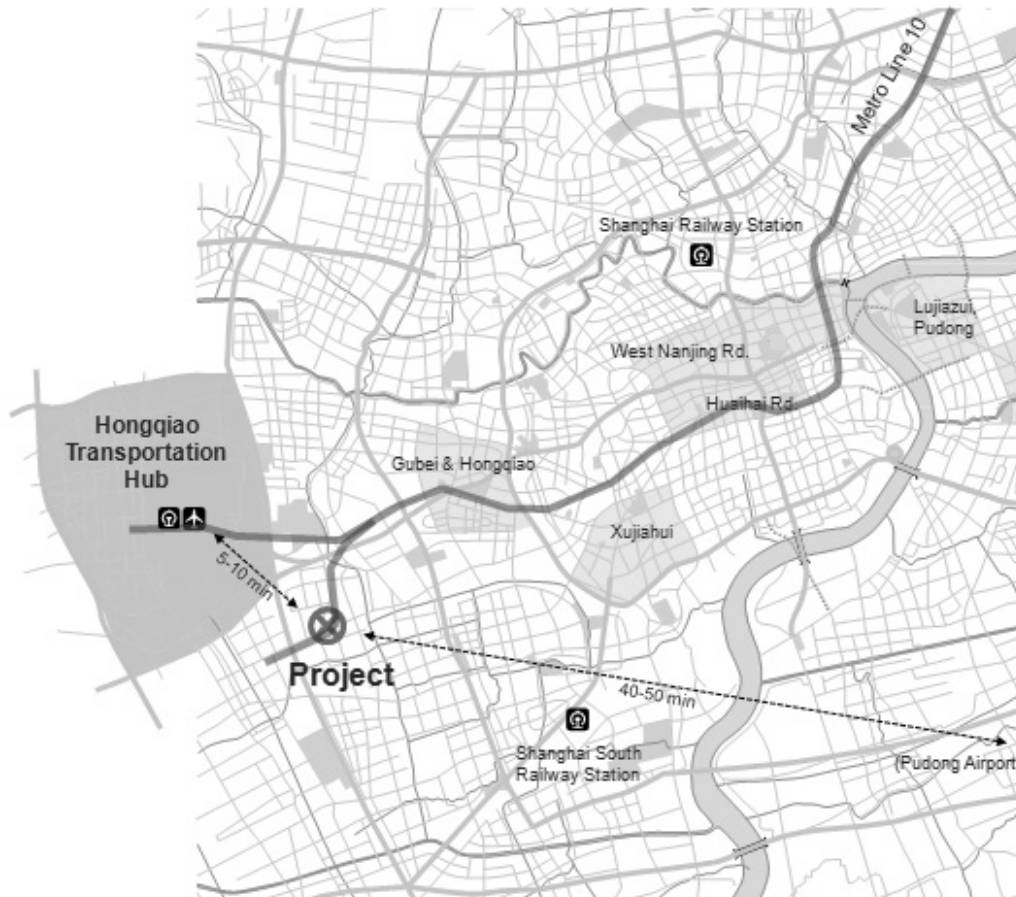 Metro Line 10
Shanghai Railway Station
Lujiazui,
Pudong
West Nanjing Rd.
Huaihai Rd.
Hongqiao
Transportation
Hub
Gubei & Hongqiao
Xujiahui
5-10 min
Project
40-50 min
Shanghai South
Railway Station
(Pudong Airport